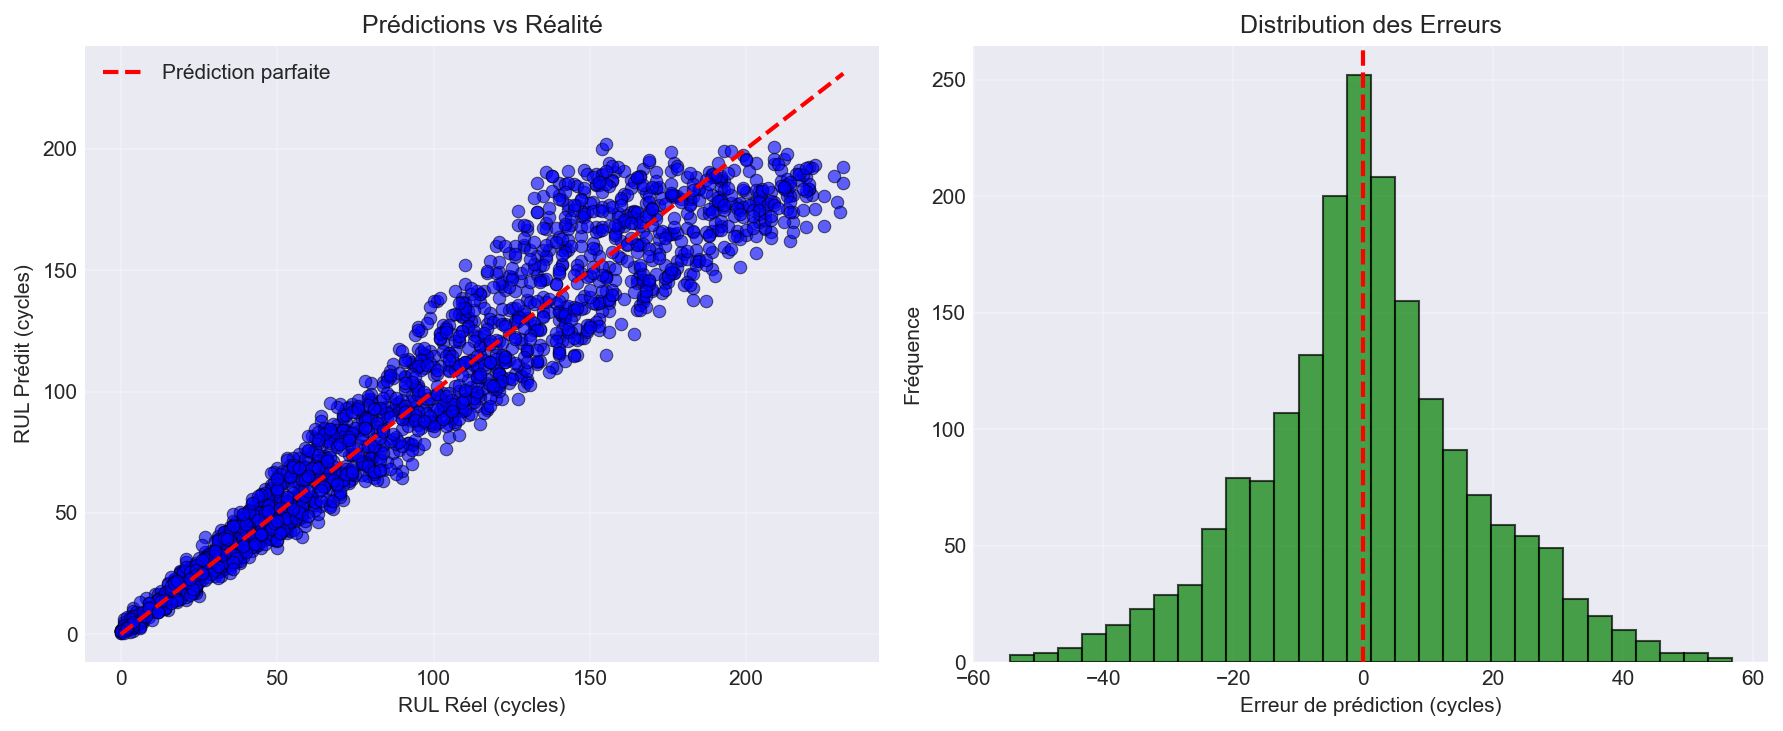 Prédictions vs Réalité
Prédiction parfaite
200
150
100
50
0
0 50 100 150 200
RUL Prédit (cycles)
RUL Réel (cycles)
Distribution des Erreurs
250
200
150
100
50
0
−60 −40 −20 0 20 40 60
Fréquence
Erreur de prédiction (cycles)